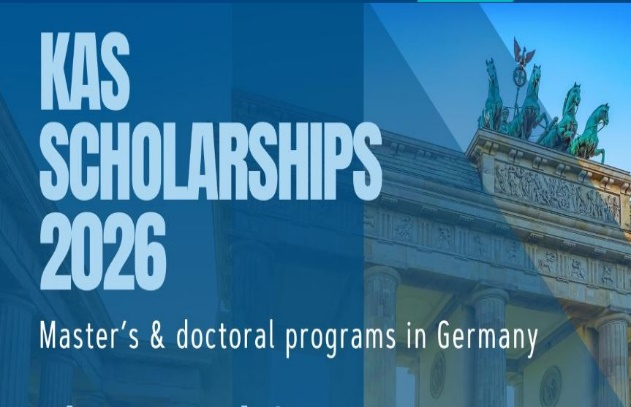 KAS
SCHOLARSHIPS
2026
Master's & doctoral programs in Germany